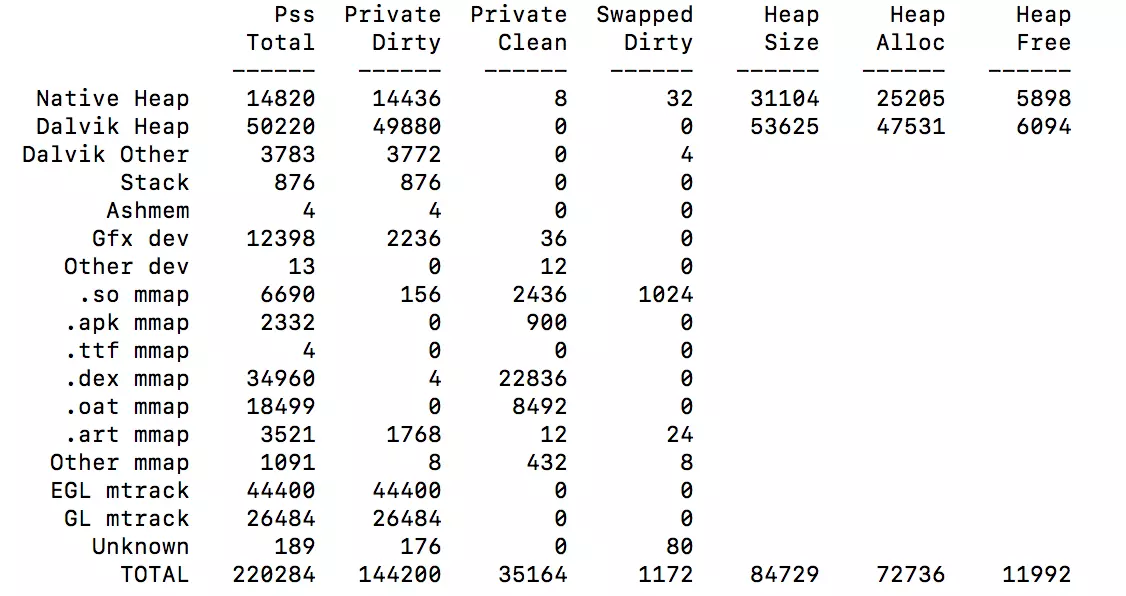 Pss Private Private Swapped Heap Heap Heap
Total Dirty Clean Dirty Size Alloc Free
------ ------ ------ ------ ------ ------ ------
Native Heap 14820 14436 8 32 31104 25205 5898
Dalvik Heap 50220 49880 0 0 53625 47531 6094
Dalvik Other 3783 3772 0 4
Stack 876 876 0 0
Ashmem 4 4 0 0
Gfx dev 12398 2236 36 0
Other dev 13 0 12 0
.so mmap 6690 156 2436 1024
.apk mmap 2332 0 900 0
.ttf mmap 4 0 0 0
.dex mmap 34960 4 22836 0
.oat mmap 18499 0 8492 0
.art mmap 3521 1768 12 24
Other mmap 1091 8 432 8
EGL mtrack 44400 44400 0 0
GL mtrack 26484 26484 0 0
Unknown 189 176 0 80
TOTAL 220284 144200 35164 1172 84729 72736 11992